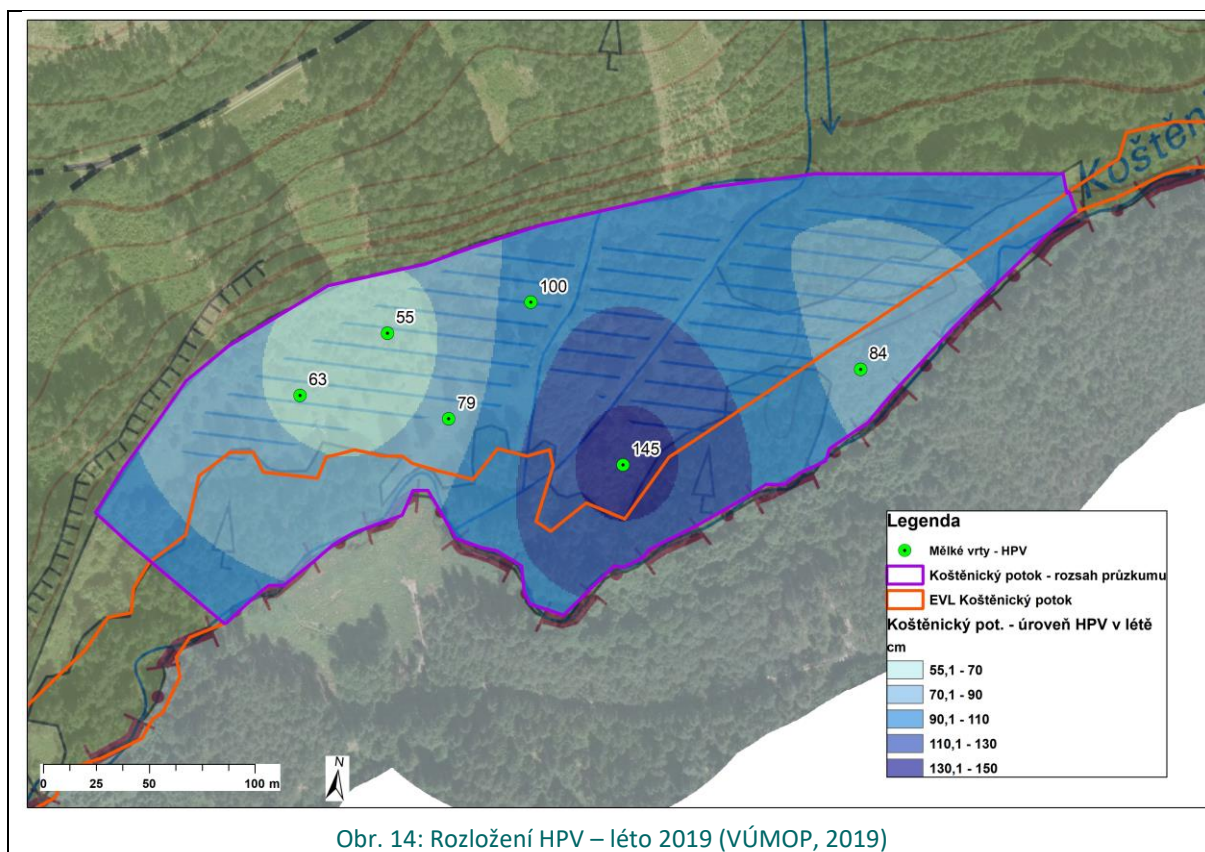 Koštěni
100
55
84
63
79
145
Legenda
Mělké vrty - HPV
Koštěnický potok - rozsah průzkumu
EVL Koštěnický potok
Koštěnický pot. - úroveň HPV v létě
cm
55,1 - 70
70,1 - 90
90,1 - 110
110,1 - 130
130,1 - 150
N
0 25 50 100 m
Obr. 14: Rozložení HPV – léto 2019 (VÚMOP, 2019)